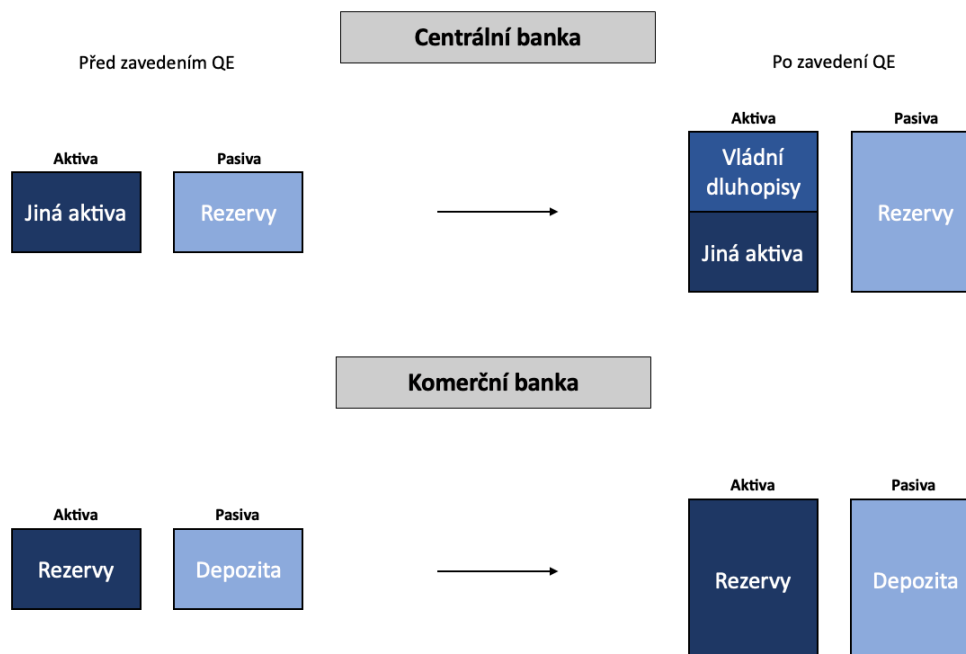 Centrální banka
Před zavedením QE
Po zavedení QE
Aktiva
Pasiva
Aktiva
Pasiva
Jiná aktiva
Rezervy
Vládní
dluhopisy
Jiná aktiva
Rezervy
Komerční banka
Aktiva
Pasiva
Aktiva
Pasiva
Rezervy
Depozita
Rezervy
Depozita